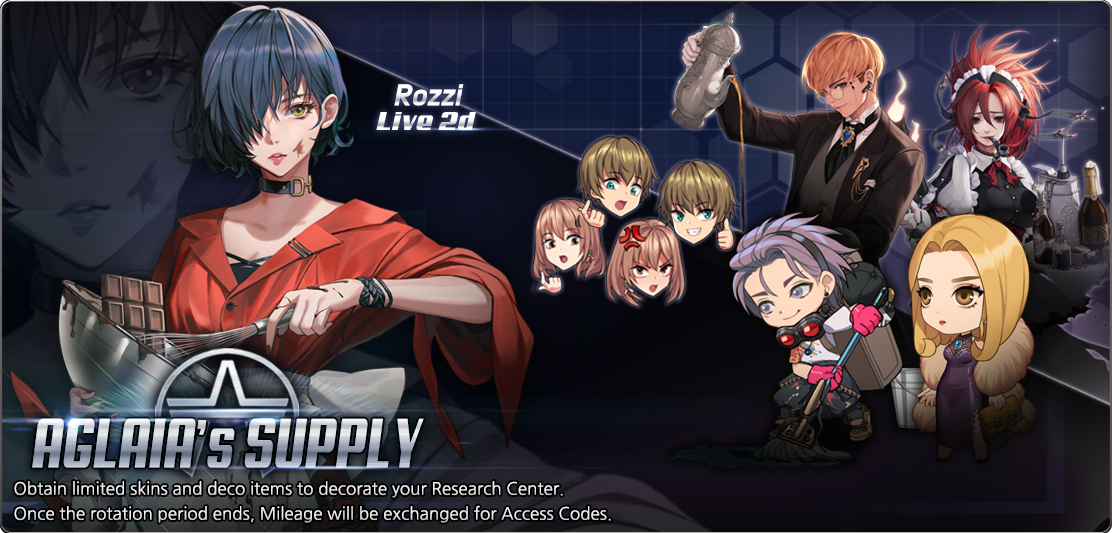 Rozzi
Live 2d
AGLAIA's SUPPLY
Obtain limited skins and deco items to decorate your Research Center.
Once the rotation period ends, Mileage will be exchanged for Access Codes.